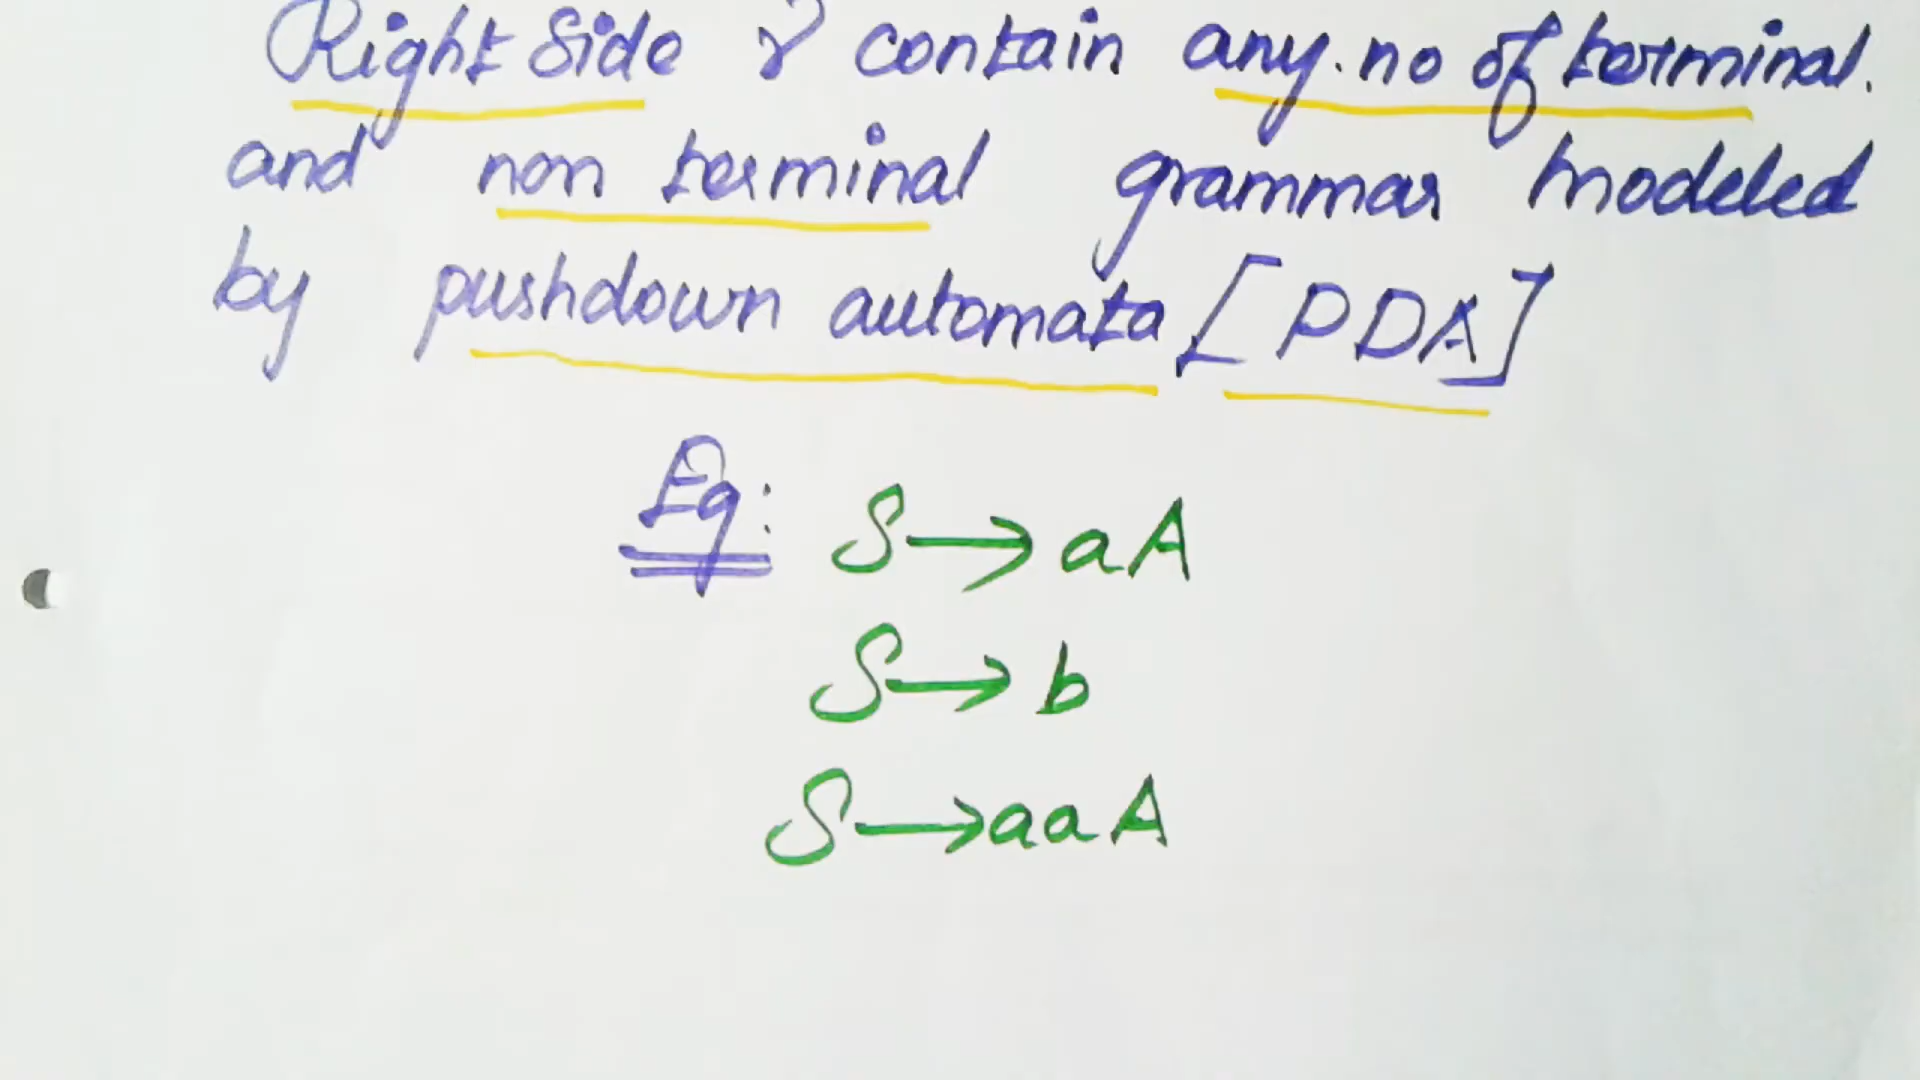 Right Side γ contain any. no of terminal.
and non terminal grammar modeled
by pushdown automata [PDA]
Eg: S → aA
S → b
S → aaA